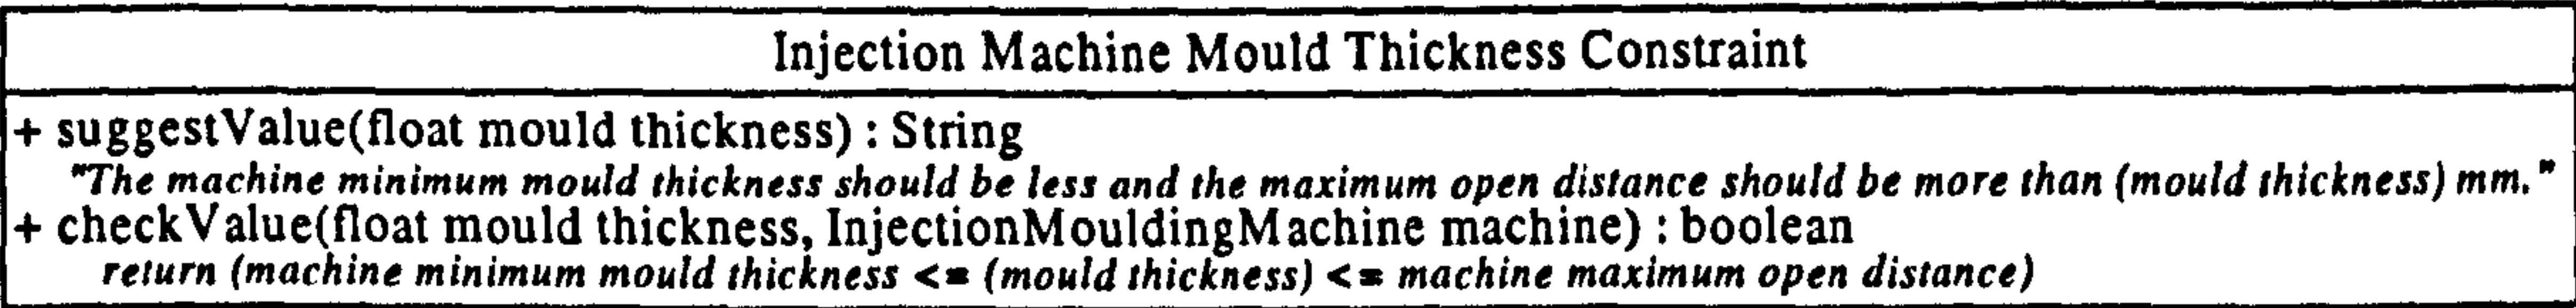 Injection Machine Mould Thickness Constraint
+ suggestValue(float mould thickness) : String
"The machine minimum mould thickness should be less and the maximum open distance should be more than (mould thickness) mm."
+ checkValue(float mould thickness, InjectionMouldingMachine machine) : boolean
return (machine minimum mould thickness <= (mould thickness) <= machine maximum open distance)